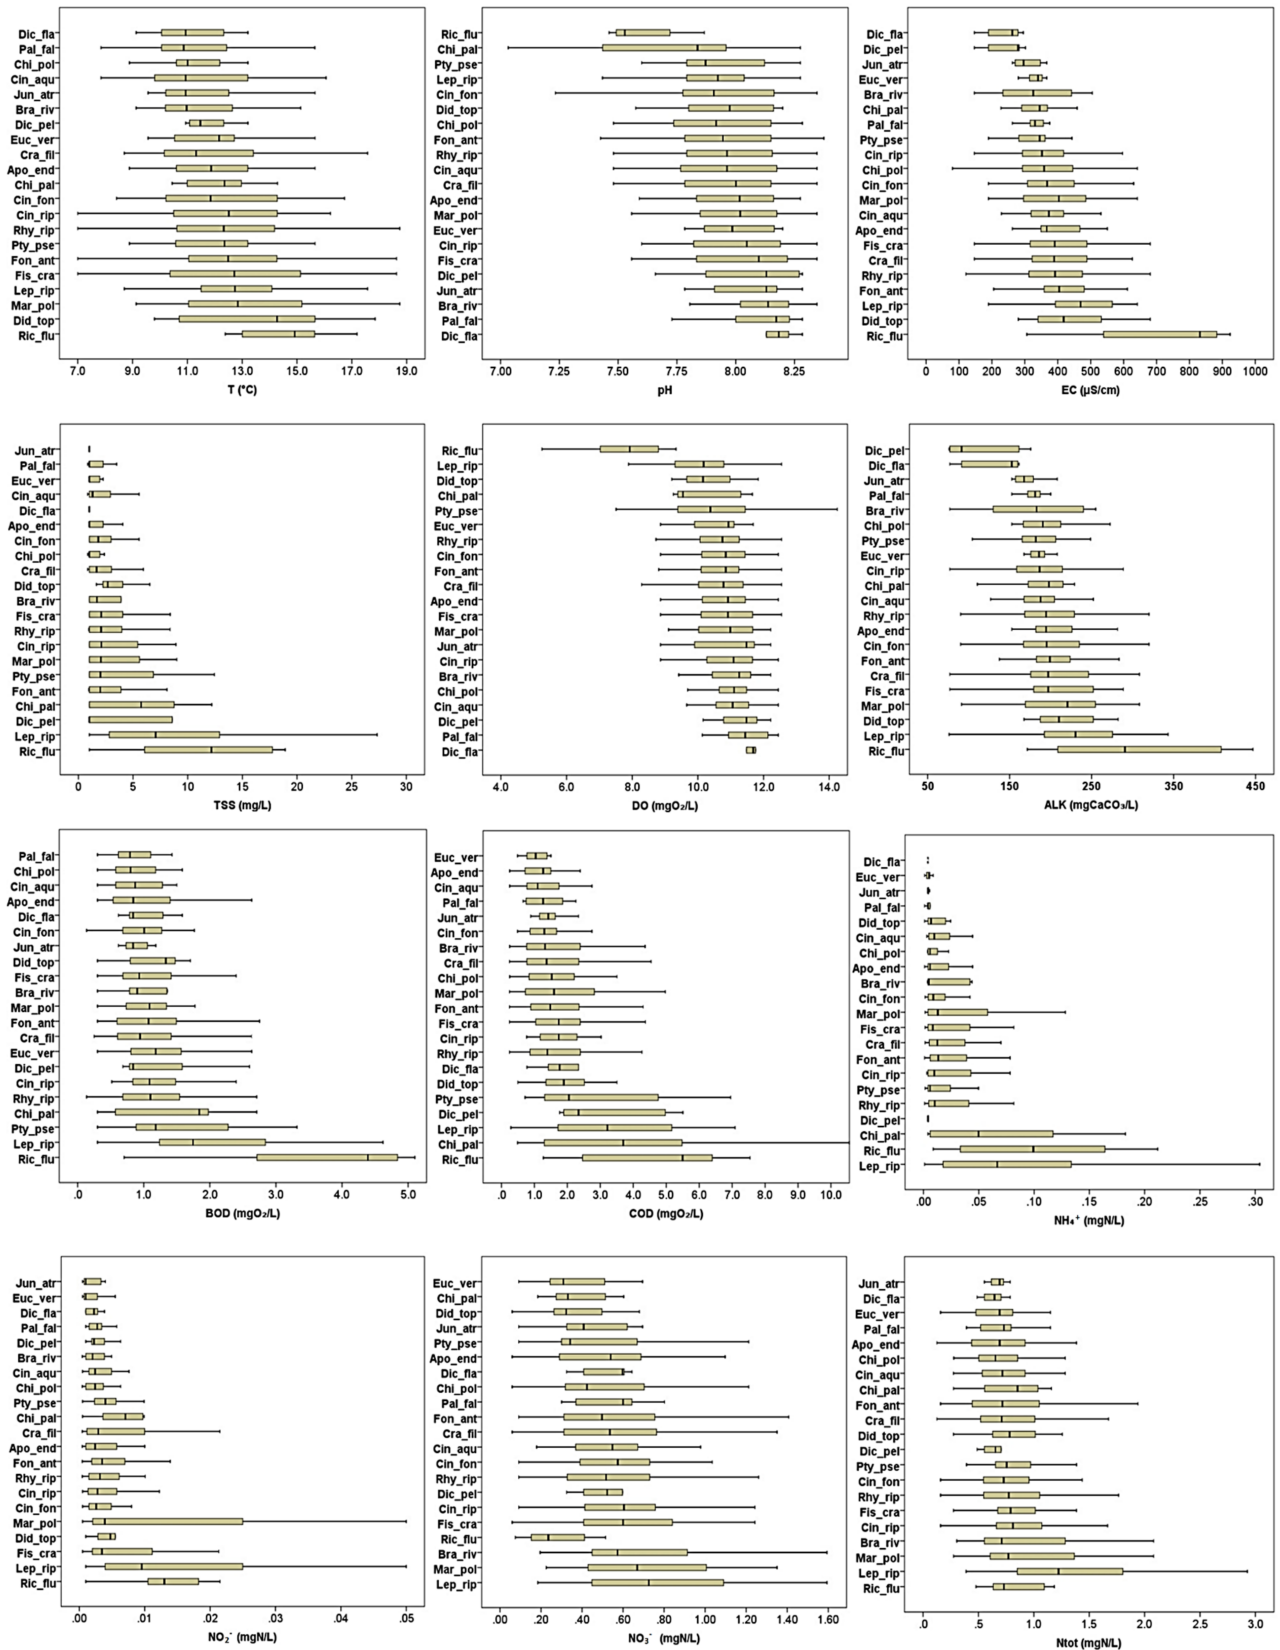 Dic_fla
Pal_fal
Chi_pol
Cin_aqu
Jun_atr
Bra_riv
Dic_pel
Euc_ver
Cra_fil
Apo_end
Chi_pal
Cin_fon
Cin_rip
Rhy_rip
Pty_pse
Fon_ant
Fis_cra
Lep_rip
Mar_pol
Did_top
Ric_flu
7.0 9.0 11.0 13.0 15.0 17.0 19.0
T (°C)
Ric_flu
Chi_pal
Pty_pse
Lep_rip
Cin_fon
Did_top
Chi_pol
Fon_ant
Rhy_rip
Cin_aqu
Cra_fil
Apo_end
Mar_pol
Euc_ver
Cin_rip
Fis_cra
Dic_pel
Jun_atr
Bra_riv
Pal_fal
Dic_fla
7.00 7.25 7.50 7.75 8.00 8.25
pH
Dic_fla
Dic_pel
Jun_atr
Euc_ver
Bra_riv
Chi_pal
Pal_fal
Pty_pse
Cin_rip
Chi_pol
Cin_fon
Mar_pol
Cin_aqu
Apo_end
Fis_cra
Cra_fil
Rhy_rip
Fon_ant
Lep_rip
Did_top
Ric_flu
0 100 200 300 400 500 600 700 800 900 1000
EC (µS/cm)
Jun_atr
Pal_fal
Euc_ver
Cin_aqu
Dic_fla
Apo_end
Cin_fon
Chi_pol
Cra_fil
Did_top
Bra_riv
Fis_cra
Rhy_rip
Cin_rip
Mar_pol
Pty_pse
Fon_ant
Chi_pal
Dic_pel
Lep_rip
Ric_flu
0 5 10 15 20 25 30
TSS (mg/L)
Ric_flu
Lep_rip
Did_top
Chi_pal
Pty_pse
Euc_ver
Rhy_rip
Cin_fon
Fon_ant
Cra_fil
Apo_end
Fis_cra
Mar_pol
Jun_atr
Cin_rip
Bra_riv
Chi_pol
Cin_aqu
Dic_pel
Pal_fal
Dic_fla
4.0 6.0 8.0 10.0 12.0 14.0
DO (mgO₂/L)
Dic_pel
Dic_fla
Jun_atr
Pal_fal
Bra_riv
Chi_pol
Pty_pse
Euc_ver
Cin_rip
Chi_pal
Cin_aqu
Rhy_rip
Apo_end
Cin_fon
Fon_ant
Cra_fil
Fis_cra
Mar_pol
Did_top
Lep_rip
Ric_flu
50 150 250 350 450
ALK (mgCaCO₃/L)
Pal_fal
Chi_pol
Cin_aqu
Apo_end
Dic_fla
Cin_fon
Jun_atr
Did_top
Fis_cra
Bra_riv
Mar_pol
Fon_ant
Cra_fil
Euc_ver
Dic_pel
Cin_rip
Rhy_rip
Chi_pal
Pty_pse
Lep_rip
Ric_flu
.0 1.0 2.0 3.0 4.0 5.0
BOD (mgO₂/L)
Euc_ver
Apo_end
Cin_aqu
Pal_fal
Jun_atr
Cin_fon
Bra_riv
Cra_fil
Chi_pol
Mar_pol
Fon_ant
Fis_cra
Cin_rip
Rhy_rip
Dic_fla
Did_top
Pty_pse
Dic_pel
Lep_rip
Chi_pal
Ric_flu
.0 1.0 2.0 3.0 4.0 5.0 6.0 7.0 8.0 9.0 10.0
COD (mgO₂/L)
Dic_fla
Euc_ver
Jun_atr
Pal_fal
Did_top
Cin_aqu
Chi_pol
Apo_end
Bra_riv
Cin_fon
Mar_pol
Fis_cra
Cra_fil
Fon_ant
Cin_rip
Pty_pse
Rhy_rip
Dic_pel
Chi_pal
Ric_flu
Lep_rip
.00 .05 .10 .15 .20 .25 .30
NH₄⁺ (mgN/L)
Jun_atr
Euc_ver
Dic_fla
Pal_fal
Dic_pel
Bra_riv
Cin_aqu
Chi_pol
Pty_pse
Chi_pal
Cra_fil
Apo_end
Fon_ant
Rhy_rip
Cin_rip
Cin_fon
Mar_pol
Did_top
Fis_cra
Lep_rip
Ric_flu
.00 .01 .02 .03 .04 .05
NO₂⁻ (mgN/L)
Euc_ver
Chi_pal
Did_top
Jun_atr
Pty_pse
Apo_end
Dic_fla
Chi_pol
Pal_fal
Fon_ant
Cra_fil
Cin_aqu
Cin_fon
Rhy_rip
Dic_pel
Cin_rip
Fis_cra
Ric_flu
Bra_riv
Mar_pol
Lep_rip
.00 .20 .40 .60 .80 1.00 1.20 1.40 1.60
NO₃⁻ (mgN/L)
Jun_atr
Dic_fla
Euc_ver
Pal_fal
Apo_end
Chi_pol
Cin_aqu
Chi_pal
Fon_ant
Cra_fil
Did_top
Dic_pel
Pty_pse
Cin_fon
Rhy_rip
Fis_cra
Cin_rip
Bra_riv
Mar_pol
Lep_rip
Ric_flu
.0 .5 1.0 1.5 2.0 2.5 3.0
Ntot (mgN/L)